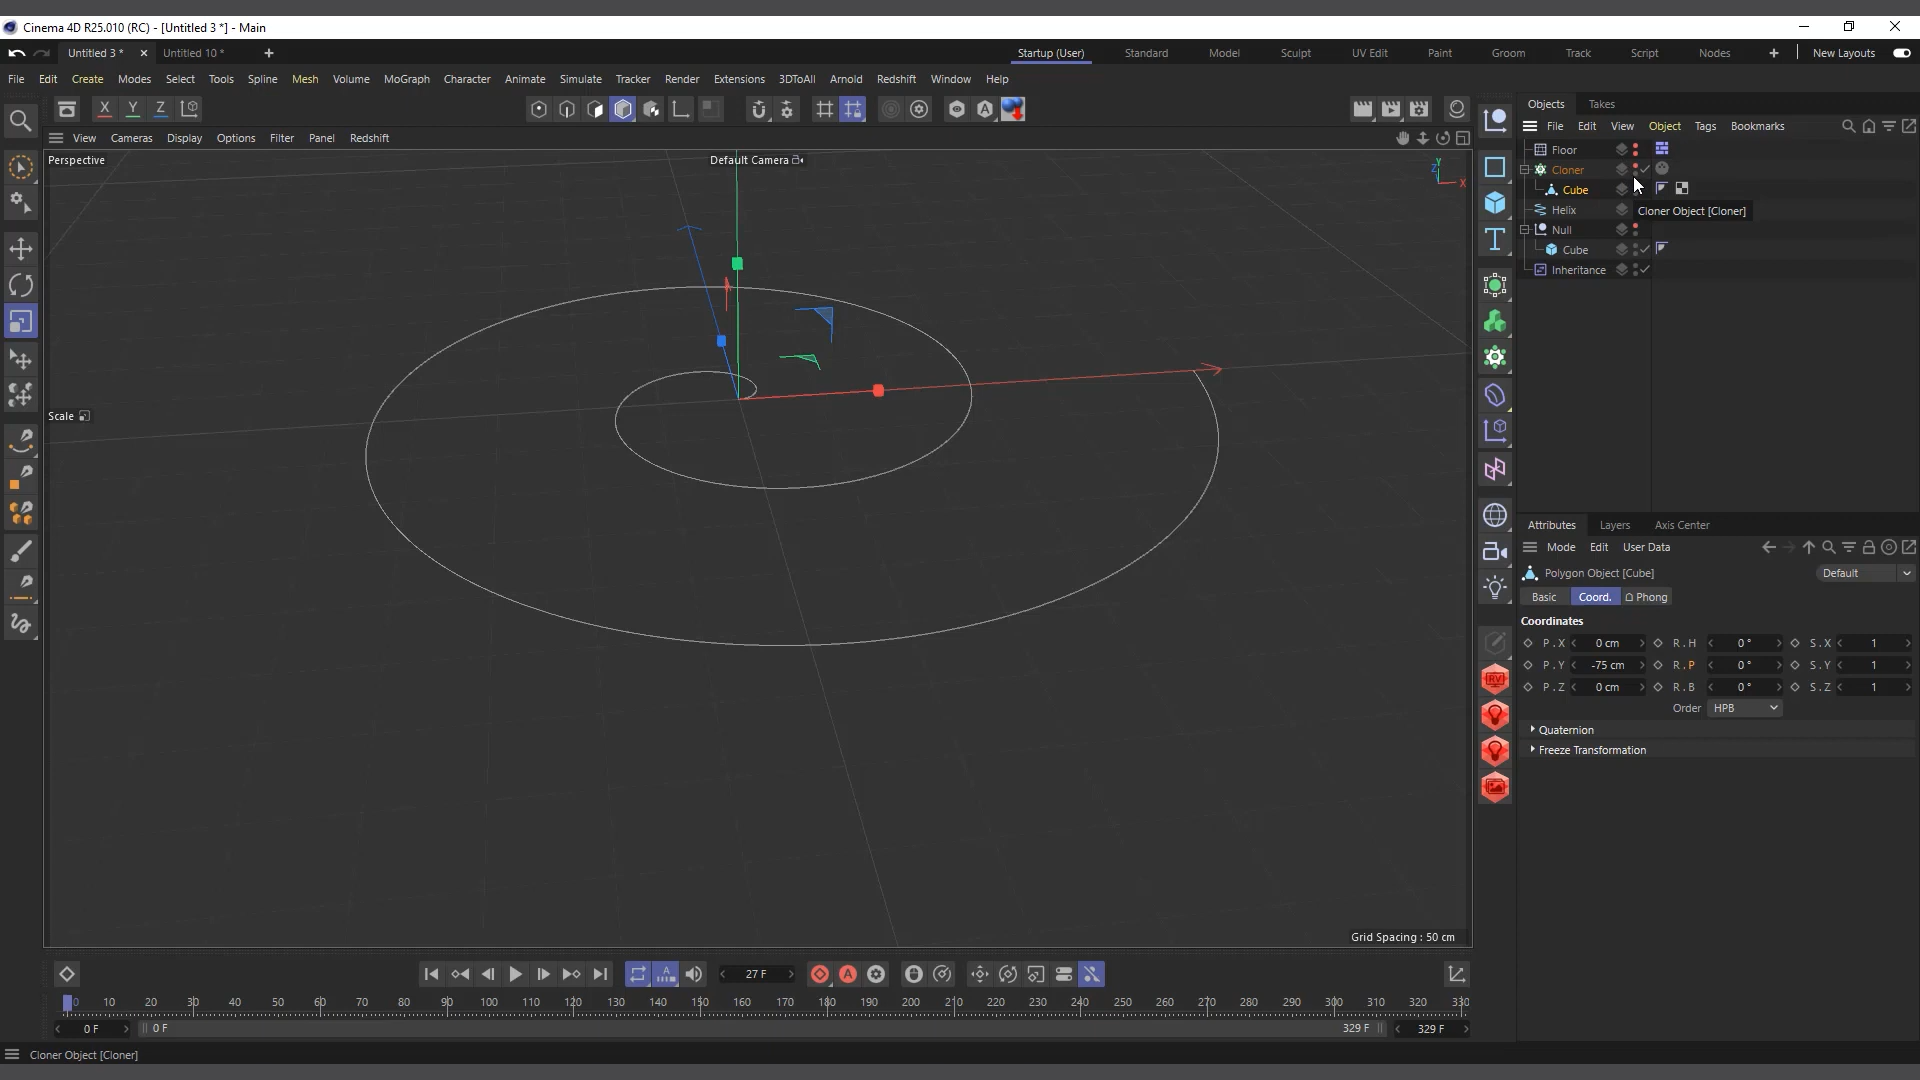 Cinema 4D R25.010 (RC) - [Untitled 3 *] - Main
Untitled 3 * Untitled 10 * Startup (User) Standard Model Sculpt UV Edit Paint Groom Track Script Nodes New Layouts
File Edit Create Modes Select Tools Spline Mesh Volume MoGraph Character Animate Simulate Tracker Render Extensions 3DToAll Arnold Redshift Window Help
X Y Z
Objects Takes
File Edit View Object Tags Bookmarks
View Cameras Display Options Filter Panel Redshift
Perspective Default Camera
Y
Z X
Floor
Cloner
Cube
Helix
Cloner Object [Cloner]
Null
Cube
Inheritance
Scale
Attributes Layers Axis Center
Mode Edit User Data
Polygon Object [Cube] Default
Basic Coord. Phong
Coordinates
P . X 0 cm R . H 0 ° S . X 1
P . Y -75 cm R . P 0 ° S . Y 1
P . Z 0 cm R . B 0 ° S . Z 1
Order HPB
Quaternion
Freeze Transformation
RV
Grid Spacing : 50 cm
27 F
0 10 20 30 40 50 60 70 80 90 100 110 120 130 140 150 160 170 180 190 200 210 220 230 240 250 260 270 280 290 300 310 320 330
0 F 0 F 329 F 329 F
Cloner Object [Cloner]